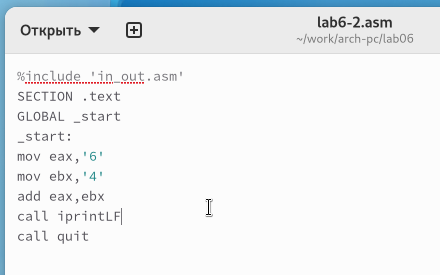 Открыть
lab6-2.asm
~/work/arch-pc/lab06
%include 'in_out.asm'
SECTION .text
GLOBAL _start
_start:
mov eax,'6'
mov ebx,'4'
add eax,ebx
call iprintLF
call quit